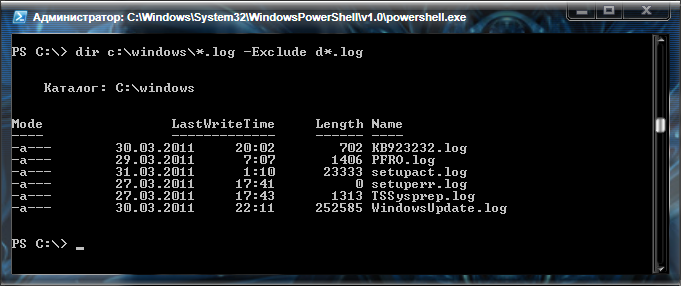 Администратор: C:\Windows\System32\WindowsPowerShell\v1.0\powershell.exe
PS C:\> dir c:\windows\*.log -Exclude d*.log
Каталог: C:\windows
Mode LastWriteTime Length Name
---- ------------- ------ ----
-a--- 30.03.2011 20:02 702 KB923232.log
-a--- 29.03.2011 7:07 1406 PFRO.log
-a--- 31.03.2011 1:10 23333 setupact.log
-a--- 27.03.2011 17:41 0 setuperr.log
-a--- 27.03.2011 17:43 1313 TSSysprep.log
-a--- 30.03.2011 22:11 252585 WindowsUpdate.log
PS C:\> _